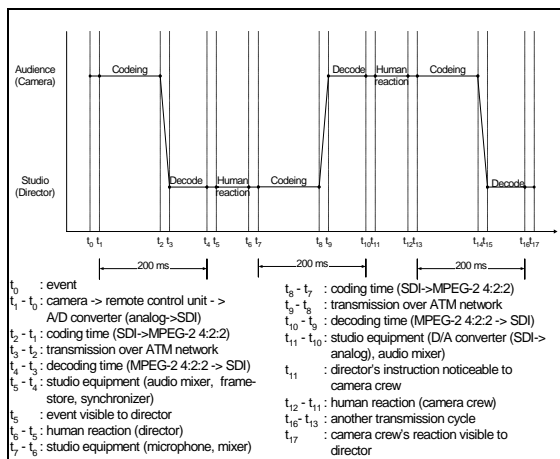 Audience
(Camera)
Codeing
Decode
Human
reaction
Codeing
Studio
(Director)
Decode
Human
reaction
Codeing
Decode
t0 t1 t2 t3 t4 t5 t6 t7 t8 t9 t10 t11 t12 t13 t14 t15 t16 t17
200 ms 200 ms 200 ms
t0 : event
t1 - t0 : camera -> remote control unit ->
A/D converter (analog->SDI)
t2 - t1 : coding time (SDI->MPEG-2 4:2:2)
t3 - t2 : transmission over ATM network
t4 - t3 : decoding time (MPEG-2 4:2:2 -> SDI)
t5 - t4 : studio equipment (audio mixer, frame-
store, synchronizer)
t5 : event visible to director
t6 - t5 : human reaction (director)
t7 - t6 : studio equipment (microphone, mixer)
t8 - t7 : coding time (SDI->MPEG-2 4:2:2)
t9 - t8 : transmission over ATM network
t10 - t9 : decoding time (MPEG-2 4:2:2 -> SDI)
t11 - t10 : studio equipment (D/A converter (SDI->
analog), audio mixer)
t11 : director's instruction noticeable to
camera crew
t12 - t11 : human reaction (camera crew)
t16 - t13 : another transmission cycle
t17 : camera crew's reaction visible to
director